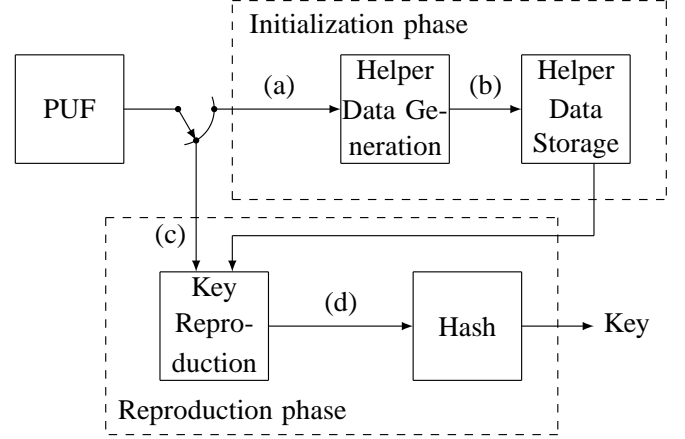 Initialization phase
PUF
(a)
Helper
Data Ge-
neration
(b)
Helper
Data
Storage
(c)
Key
Repro-
duction
(d)
Hash
Key
Reproduction phase